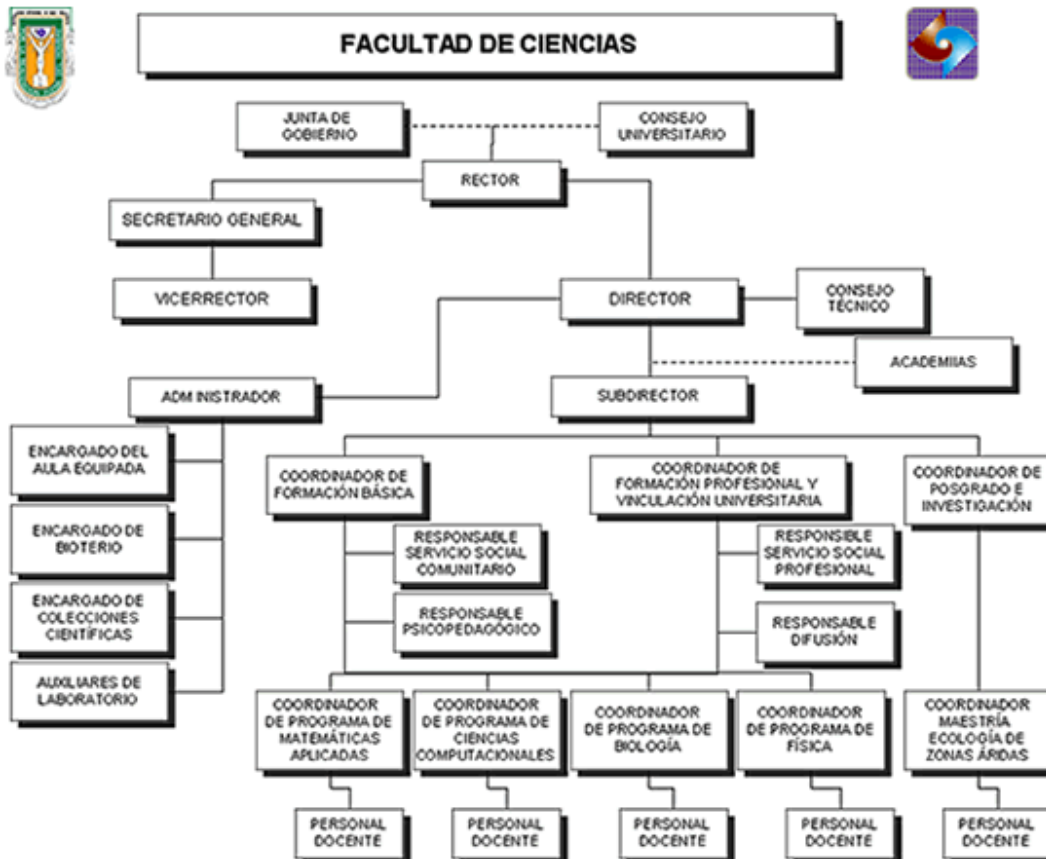 FACULTAD DE CIENCIAS
JUNTA DE
GOBIERNO
CONSEJO
UNIVERSITARIO
RECTOR
SECRETARIO GENERAL
VICERRECTOR
DIRECTOR
CONSEJO
TÉCNICO
ACADEMIIAS
ADMINISTRADOR
SUBDIRECTOR
ENCARGADO DEL
AULA EQUIPADA
ENCARGADO DE
BIOTERIO
ENCARGADO DE
COLECCIONES
CIENTÍFICAS
AUXILIARES DE
LABORATORIO
COORDINADOR DE
FORMACIÓN BÁSICA
COORDINADOR DE
FORMACIÓN PROFESIONAL Y
VINCULACIÓN UNIVERSITARIA
COORDINADOR DE
POSGRADO E
INVESTIGACIÓN
RESPONSABLE
SERVICIO SOCIAL
COMUNITARIO
RESPONSABLE
PSICOPEDAGÓGICO
RESPONSIBLE
SERVICIO SOCIAL
PROFESIONAL
RESPONSABLE
DIFUSIÓN
COORDINADOR
DE PROGRAMA DE
MATEMÁTICAS
APLICADAS
COORDINADOR
DE PROGRAMA DE
CIENCIAS
COMPUTACIONALES
COORDINADOR
DE PROGRAMA DE
BIOLOGÍA
COORDINADOR
DE PROGRAMA DE
FÍSICA
COORDINADOR
MAESTRÍA
ECOLOGÍA DE
ZONAS ÁRIDAS
PERSONAL
DOCENTE
PERSONAL
DOCENTE
PERSONAL
DOCENTE
PERSONAL
DOCENTE
PERSONAL
DOCENTE